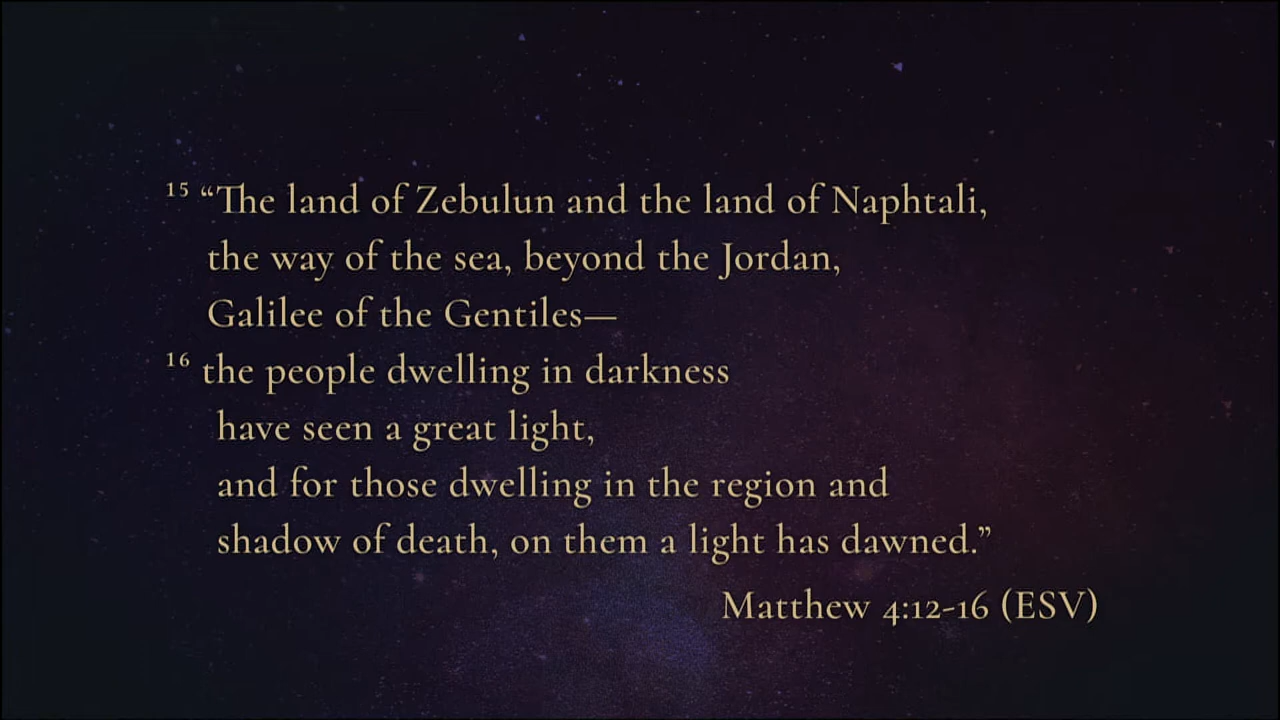 15 “The land of Zebulun and the land of Naphtali,
the way of the sea, beyond the Jordan,
Galilee of the Gentiles—
16 the people dwelling in darkness
have seen a great light,
and for those dwelling in the region and
shadow of death, on them a light has dawned.”
Matthew 4:12-16 (ESV)